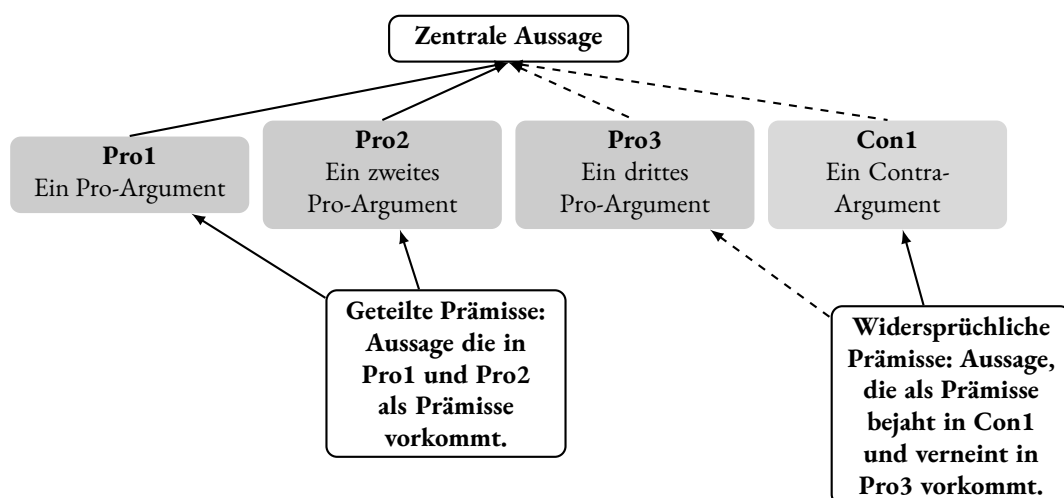 Zentrale Aussage
Pro1
Ein Pro-Argument
Pro2
Ein zweites
Pro-Argument
Pro3
Ein drittes
Pro-Argument
Con1
Ein Contra-
Argument
Geteilte Prämisse:
Aussage die in
Pro1 und Pro2
als Prämisse
vorkommt.
Widersprüchliche
Prämisse: Aussage,
die als Prämisse
bejaht in Con1
und verneint in
Pro3 vorkommt.